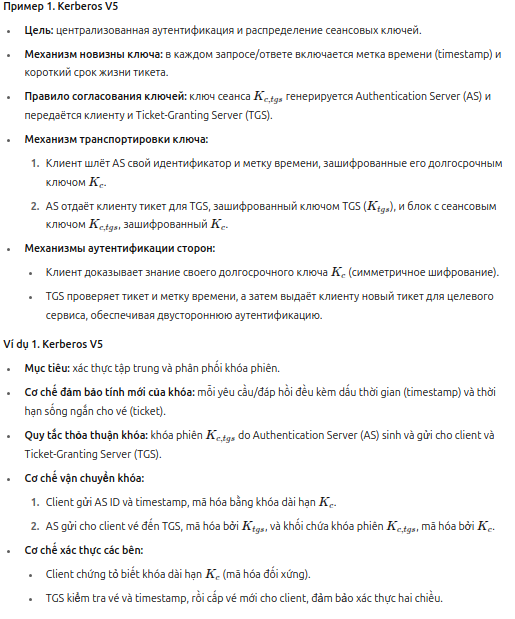 Пример 1. Kerberos V5
• Цель: централизованная аутентификация и распределение сеансовых ключей.
• Механизм новизны ключа: в каждом запросе/ответе включается метка времени (timestamp) и
короткий срок жизни тикета.
• Правило согласования ключей: ключ сеанса K_{c,tgs} генерируется Authentication Server (AS) и
передаётся клиенту и Ticket-Granting Server (TGS).
• Механизм транспортировки ключа:
1. Клиент шлёт AS свой идентификатор и метку времени, зашифрованные его долгосрочным
ключом K_c.
2. AS отдаёт клиенту тикет для TGS, зашифрованный ключом TGS (K_{tgs}), и блок с сеансовым
ключом K_{c,tgs}, зашифрованный K_c.
• Механизмы аутентификации сторон:
• Клиент доказывает знание своего долгосрочного ключа K_c (симметричное шифрование).
• TGS проверяет тикет и метку времени, а затем выдаёт клиенту новый тикет для целевого
сервиса, обеспечивая двустороннюю аутентификацию.
Ví dụ 1. Kerberos V5
• Mục tiêu: xác thực tập trung và phân phối khóa phiên.
• Cơ chế đảm bảo tính mới của khóa: mỗi yêu cầu/đáp hồi đều kèm dấu thời gian (timestamp) và thời
hạn sống ngắn cho vé (ticket).
• Quy tắc thỏa thuận khóa: khóa phiên K_{c,tgs} do Authentication Server (AS) sinh và gửi cho client và
Ticket-Granting Server (TGS).
• Cơ chế vận chuyển khóa:
1. Client gửi AS ID và timestamp, mã hóa bằng khóa dài hạn K_c.
2. AS gửi cho client vé đến TGS, mã hóa bởi K_{tgs}, và khối chứa khóa phiên K_{c,tgs}, mã hóa bởi K_c.
• Cơ chế xác thực các bên:
• Client chứng tỏ biết khóa dài hạn K_c (mã hóa đối xứng).
• TGS kiểm tra vé và timestamp, rồi cấp vé mới cho client, đảm bảo xác thực hai chiều.